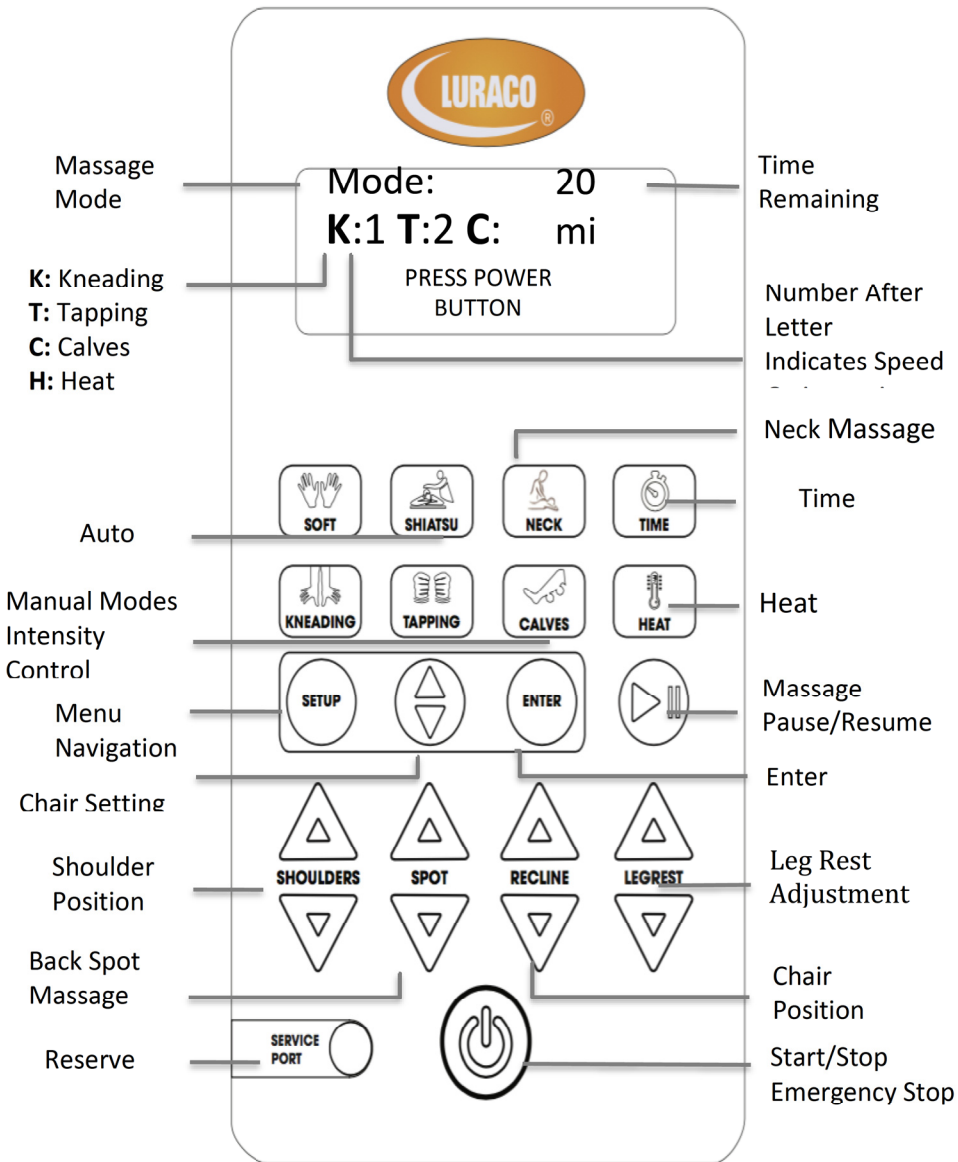 LURACO
®
Massage
Mode
Mode: 20
K:1 T:2 C: mi
PRESS POWER
BUTTON
Time
Remaining
K: Kneading
T: Tapping
C: Calves
H: Heat
Number After
Letter
Indicates Speed
Neck Massage
SOFT
SHIATSU
NECK
TIME
Time
Auto
KNEADING
TAPPING
CALVES
HEAT
Heat
Manual Modes
Intensity
Control
SETUP
ENTER
Menu
Navigation
Massage
Pause/Resume
Enter
Chair Setting
Shoulder
Position
SHOULDERS
SPOT
RECLINE
LEGREST
Leg Rest
Adjustment
Back Spot
Massage
Chair
Position
Reserve
SERVICE
PORT
Start/Stop
Emergency Stop